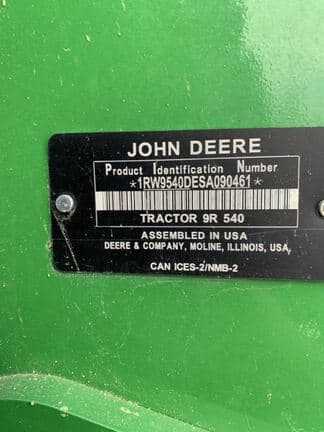 JOHN DEERE
Product Identification Number
*1RW9540DESA090461*
TRACTOR 9R 540
ASSEMBLED IN USA
DEERE & COMPANY, MOLINE, ILLINOIS, USA
CAN ICES-2/NMB-2